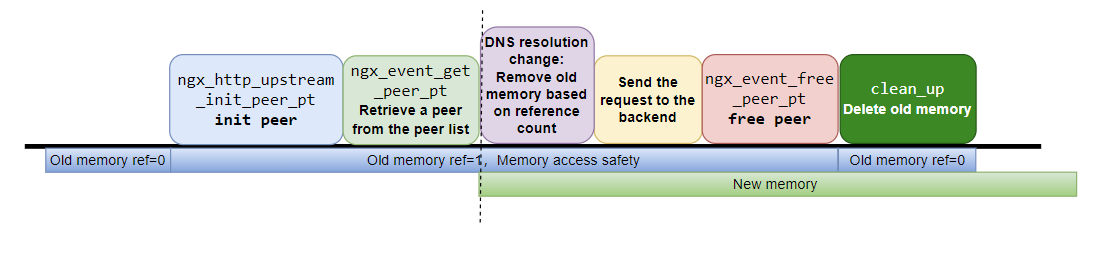 ngx_http_upstream
_init_peer_pt
init peer
ngx_event_get
_peer_pt
Retrieve a peer
from the peer list
DNS resolution
change:
Remove old
memory based
on reference
count
Send the
request to the
backend
ngx_event_free
_peer_pt
free peer
clean_up
Delete old memory
Old memory ref=0
Old memory ref=1, Memory access safety
Old memory ref=0
New memory